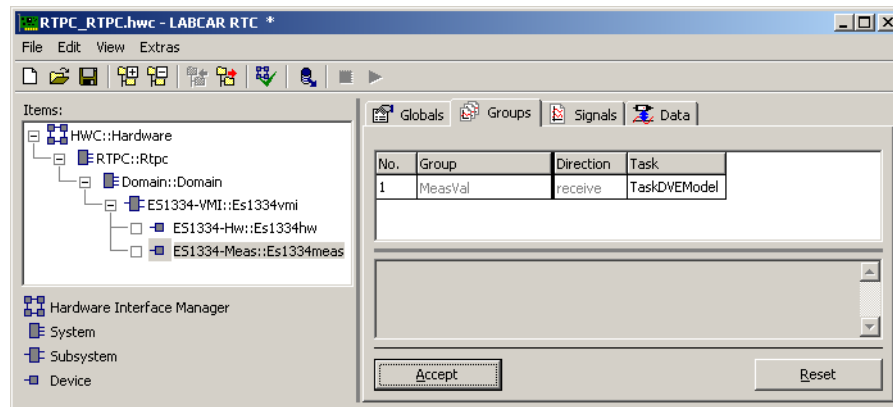 RTPC_RTPC.hwc - LABCAR RTC *
File Edit View Extras
Items:
HWC::Hardware
RTPC::Rtpc
Domain::Domain
ES1334-VMI::Es1334vmi
ES1334-Hw::Es1334hw
ES1334-Meas::Es1334meas
Hardware Interface Manager
System
Subsystem
Device
Globals Groups Signals Data
No. Group Direction Task
1 MeasVal receive TaskDVEModel
Accept Reset